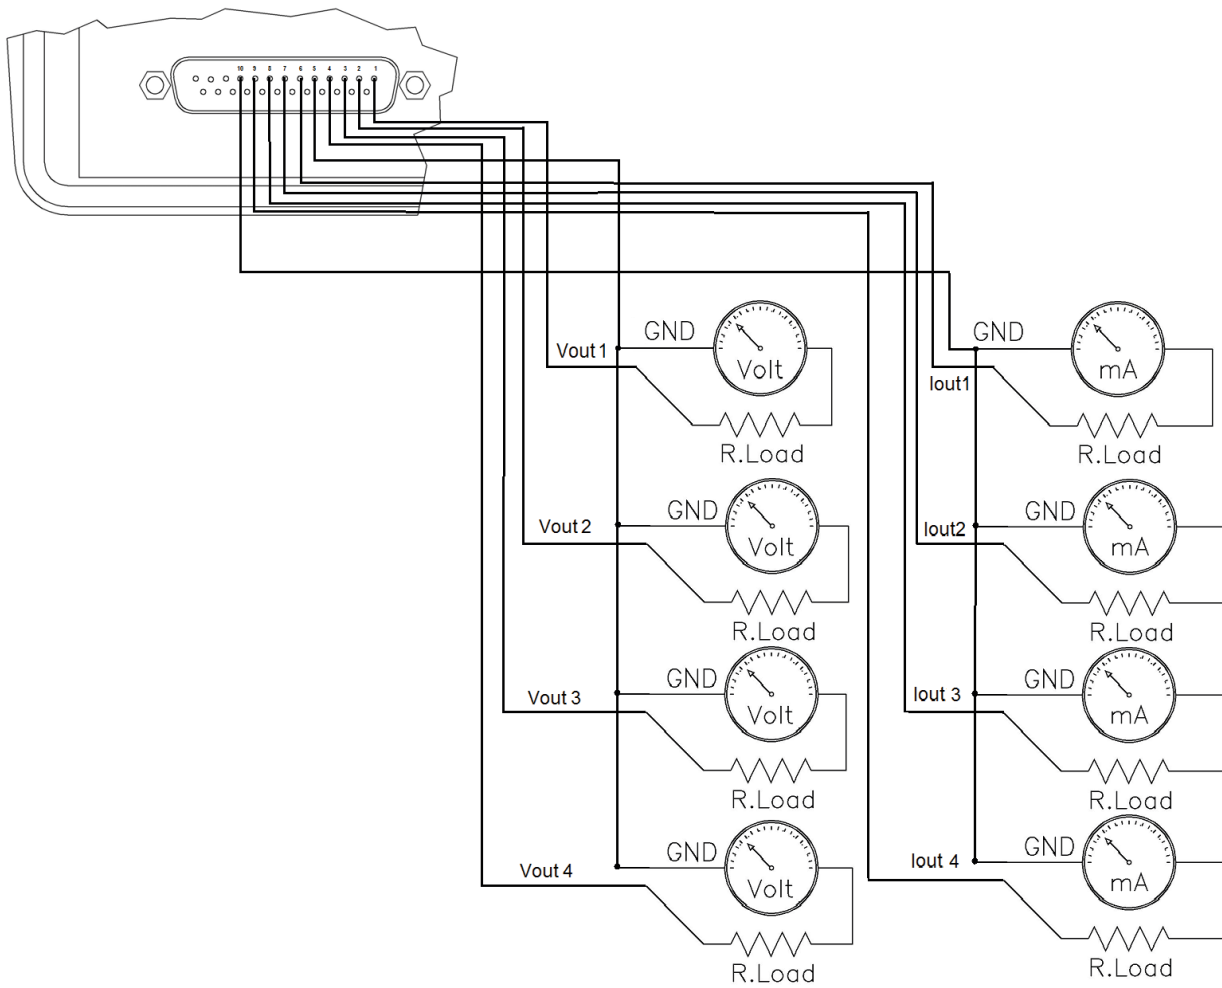 10 9 8 7 6 5 4 3 2 1
GND
Volt
Vout 1
R.Load
GND
mA
Iout1
R.Load
GND
Volt
Vout 2
R.Load
GND
mA
Iout2
R.Load
GND
Volt
Vout 3
R.Load
GND
mA
Iout 3
R.Load
GND
Volt
Vout 4
R.Load
GND
mA
Iout 4
R.Load